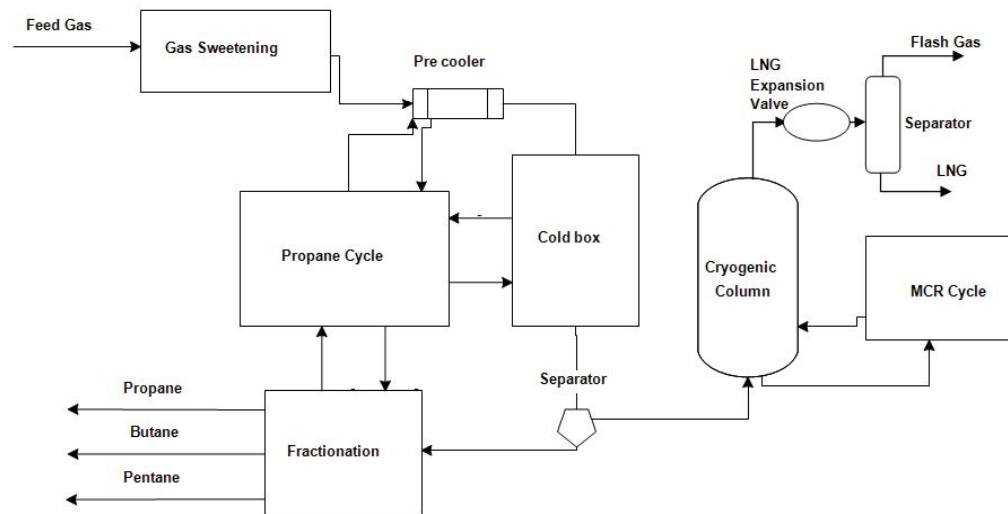 Feed Gas
Gas Sweetening
Pre cooler
LNG
Expansion
Valve
Flash Gas
Separator
LNG
Propane Cycle
Cold box
Cryogenic
Column
MCR Cycle
Separator
Propane
Butane
Pentane
Fractionation